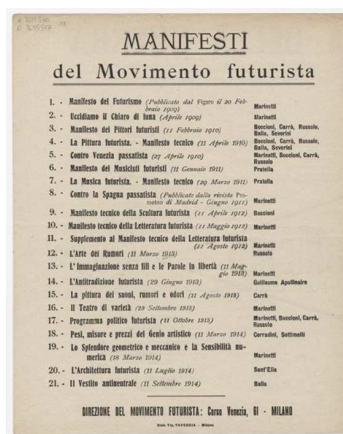 MANIFESTI
del Movimento futurista
1. - Manifesto del Futurismo (Pubblicato dal Figaro il 20 Feb-
braio 1909) Marinetti
2. - Uccidiamo il Chiaro di luna (Aprile 1909) Marinetti
3. - Manifesto dei Pittori futuristi (11 Febbraio 1910) Boccioni, Carrà, Russolo,
Balla, Severini
4. - La Pittura futurista. - Manifesto tecnico (11 Aprile 1910) Boccioni, Carrà, Russolo,
Balla, Severini
5. - Contro Venezia passatista (27 Aprile 1910) Marinetti, Boccioni, Carrà,
Russolo
6. - Manifesto dei Musicisti futuristi (11 Gennaio 1911) Pratella
7. - La Musica futurista. - Manifesto tecnico (29 Marzo 1911) Pratella
8. - Contro la Spagna passatista (Pubblicato dalla rivista Pro-
meteo di Madrid - Giugno 1911) Marinetti
9. - Manifesto tecnico della Scultura futurista (11 Aprile 1912) Boccioni
10. - Manifesto tecnico della Letteratura futurista (11 Maggio 1912) Marinetti
11. - Supplemento al Manifesto tecnico della Letteratura futurista
(11 Agosto 1912) Marinetti
12. - L'Arte dei Rumori (11 Marzo 1913) Russolo
13. - L'Immaginazione senza fili e le Parole in libertà (11 Mag-
gio 1913) Marinetti
14. - L'Antitradizione futurista (29 Giugno 1913) Guillaume Apollinaire
15. - La pittura dei suoni, rumori e odori (11 Agosto 1913) Carrà
16. - Il Teatro di varietà (29 Settembre 1913) Marinetti
17. - Programma politico futurista (11 Ottobre 1913) Marinetti, Boccioni, Carrà,
Russolo
18. - Pesi, misure e prezzi del Genio artistico (11 Marzo 1914) Corradini, Settimelli
19. - Lo Splendore geometrico e meccanico e la Sensibilità nu-
merica (18 Marzo 1914) Marinetti
20. - L'Architettura futurista (11 Luglio 1914) Sant'Elia
21. - Il Vestito antineutrale (11 Settembre 1914) Balla
DIREZIONE DEL MOVIMENTO FUTURISTA: Corso Venezia, 61 - MILANO
Stab. Tip. TAVEGGIA - Milano